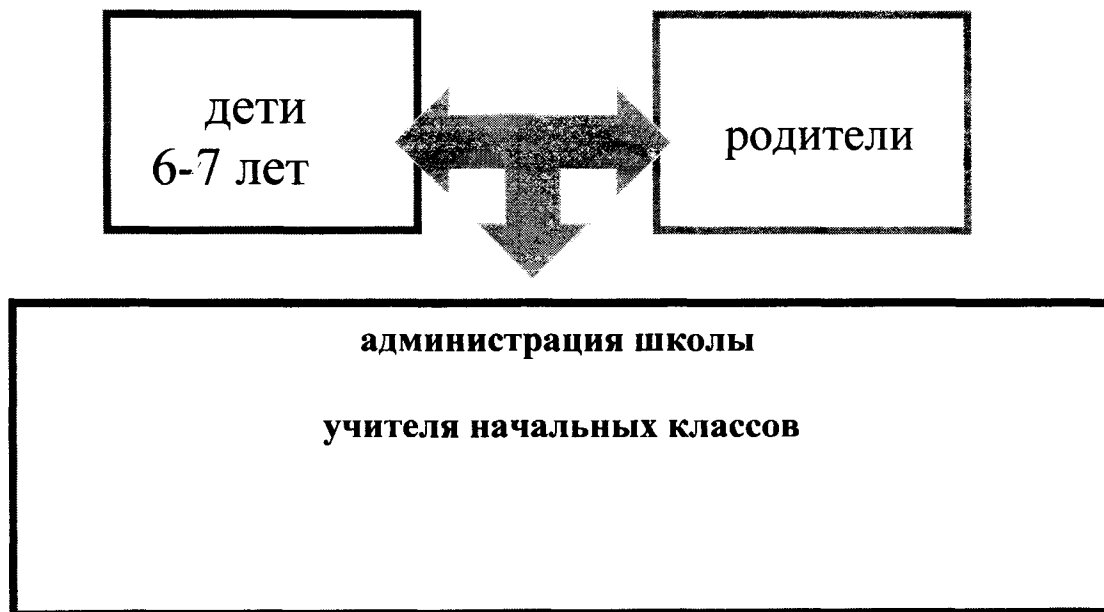 дети
6-7 лет
родители
администрация школы
учителя начальных классов